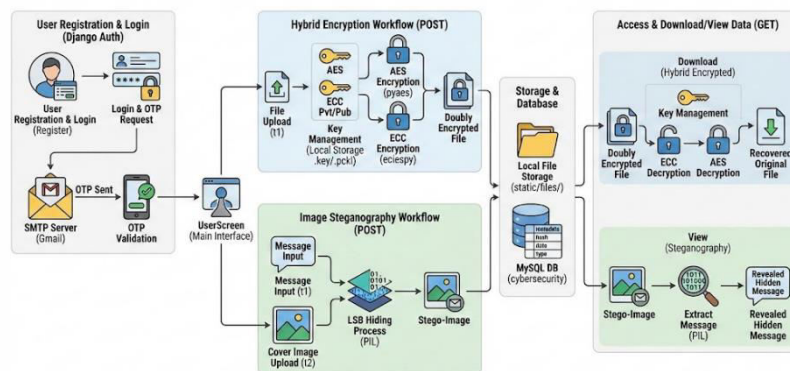 User Registration & Login
(Django Auth)
User
Registration & Login
(Register)
Login & OTP
Request
OTP Sent
SMTP Server
(Gmail)
OTP
Validation
UserScreen
(Main Interface)
Hybrid Encryption Workflow (POST)
File
Upload (t1)
AES
ECC
Pvt/Pub
Key Management
(Local Storage
.key/.pckl)
AES
Encryption
(pyaes)
ECC
Encryption
(eciespy)
Doubly
Encrypted
File
Image Steganography Workflow
(POST)
Message
Input
Message
Input (t1)
Cover Image
Upload (t2)
LSB Hiding
Process
(PIL)
Stego-Image
Storage &
Database
Local File
Storage
(static/files/)
metadata
hash
date
type
MySQL DB
(cybersecurity)
Access & Download/View Data (GET)
Download
(Hybrid Encrypted)
Key Management
Doubly
Encrypted
File
ECC
Decryption
AES
Decryption
Recovered
Original
File
View
(Steganography)
Stego-Image
Extract
Message
(PIL)
Revealed
Hidden
Message
Revealed
Hidden
Message